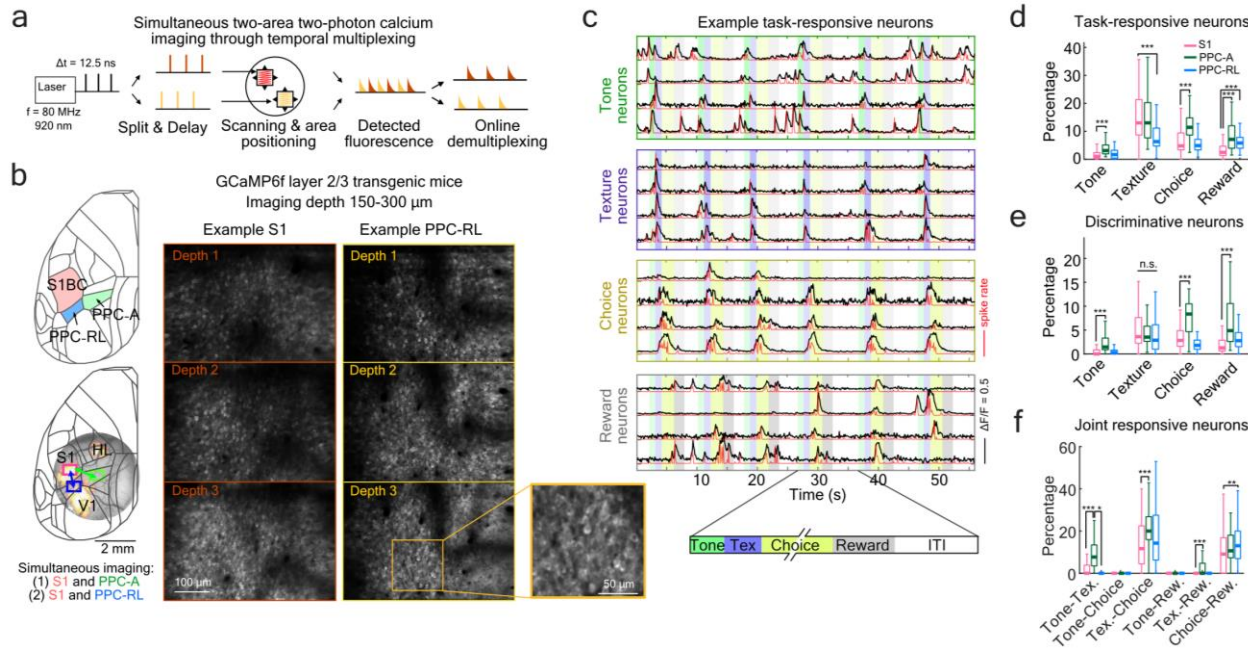 a
Simultaneous two-area two-photon calcium
imaging through temporal multiplexing
Δt = 12.5 ns
Laser
f = 80 MHz
920 nm
Split & Delay
Scanning & area
positioning
Detected
fluorescence
Online
demultiplexing
b
GCaMP6f layer 2/3 transgenic mice
Imaging depth 150-300 µm
Example S1
Example PPC-RL
S1BC
PPC-A
PPC-RL
S1
HL
V1
2 mm
Simultaneous imaging:
(1) S1 and PPC-A
(2) S1 and PPC-RL
Depth 1
Depth 1
Depth 2
Depth 2
Depth 3
Depth 3
100 µm
50 µm
c
Example task-responsive neurons
Tone
neurons
Texture
neurons
Choice
neurons
Reward
neurons
spike rate
ΔF/F = 0.5
10 20 30 40 50
Time (s)
Tone Tex Choice Reward ITI
d
Task-responsive neurons
Percentage
40
30
20
10
0
***
***
***
***
***
S1
PPC-A
PPC-RL
Tone Texture Choice Reward
e
Discriminative neurons
Percentage
20
15
10
5
0
***
n.s.
***
***
Tone Texture Choice Reward
f
Joint responsive neurons
Percentage
60
40
20
0
***
*
***
***
**
Tone-Tex.
Tone-Choice
Tex.-Choice
Tone-Rew.
Tex.-Rew.
Choice-Rew.